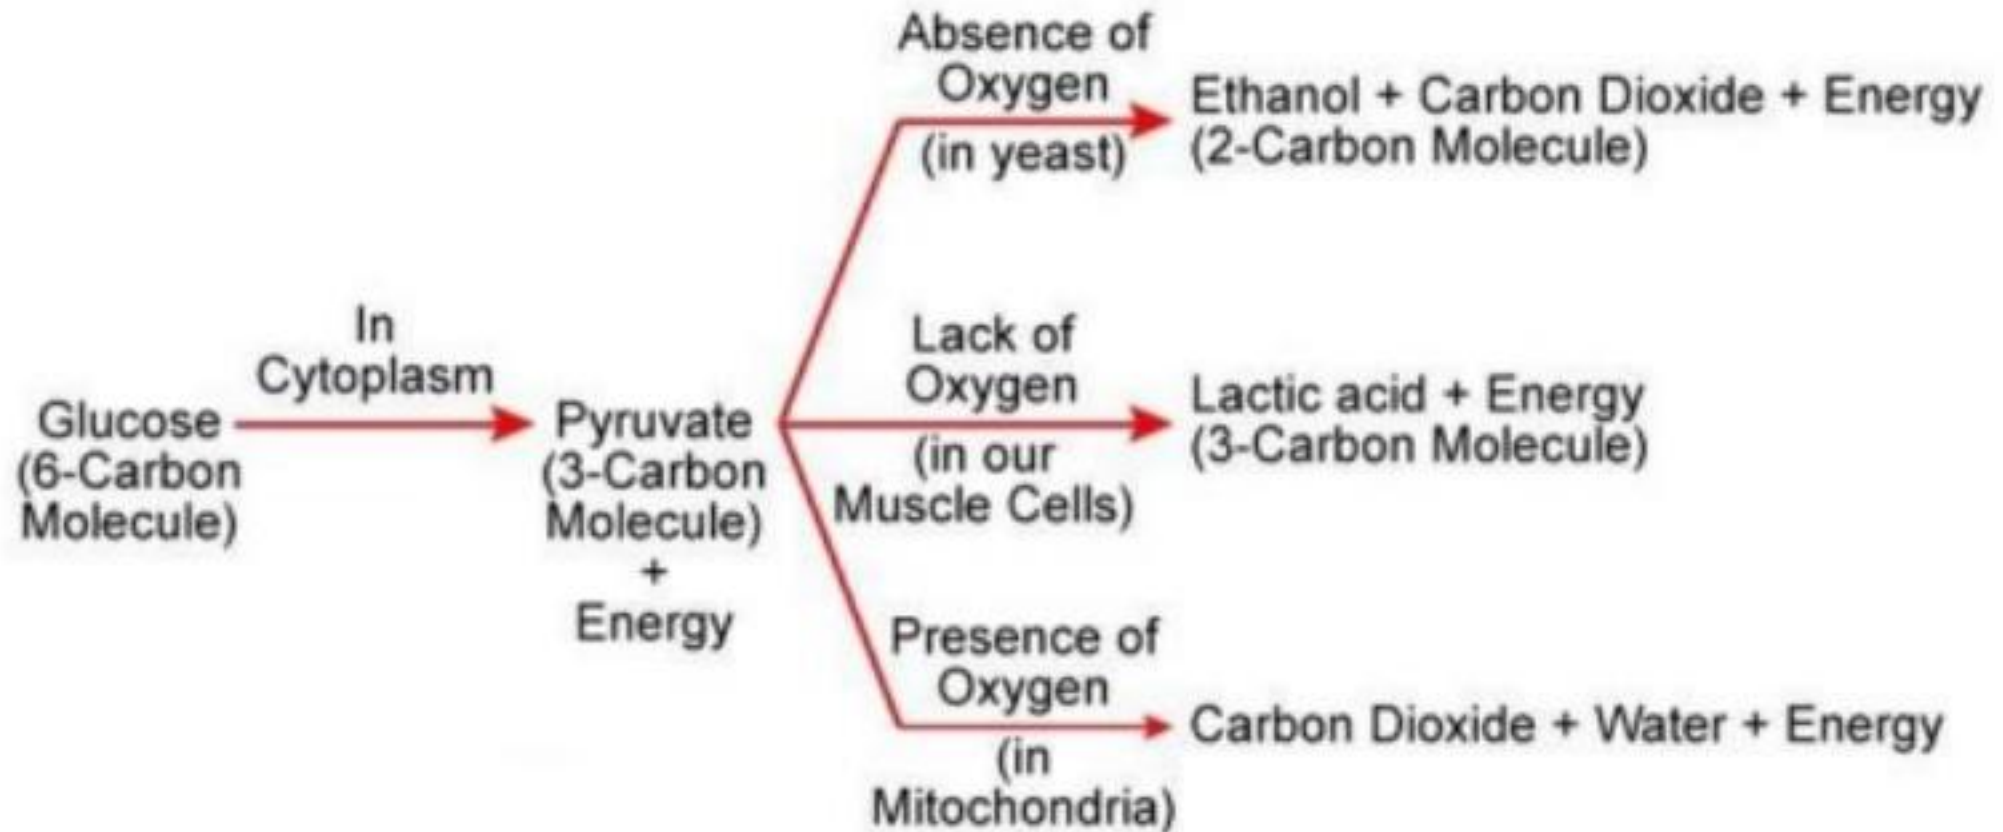 Absence of
Oxygen
(in yeast)
Ethanol + Carbon Dioxide + Energy
(2-Carbon Molecule)
In
Cytoplasm
Glucose
(6-Carbon
Molecule)
Pyruvate
(3-Carbon
Molecule)
+
Energy
Lack of
Oxygen
(in our
Muscle Cells)
Lactic acid + Energy
(3-Carbon Molecule)
Presence of
Oxygen
(in
Mitochondria)
Carbon Dioxide + Water + Energy